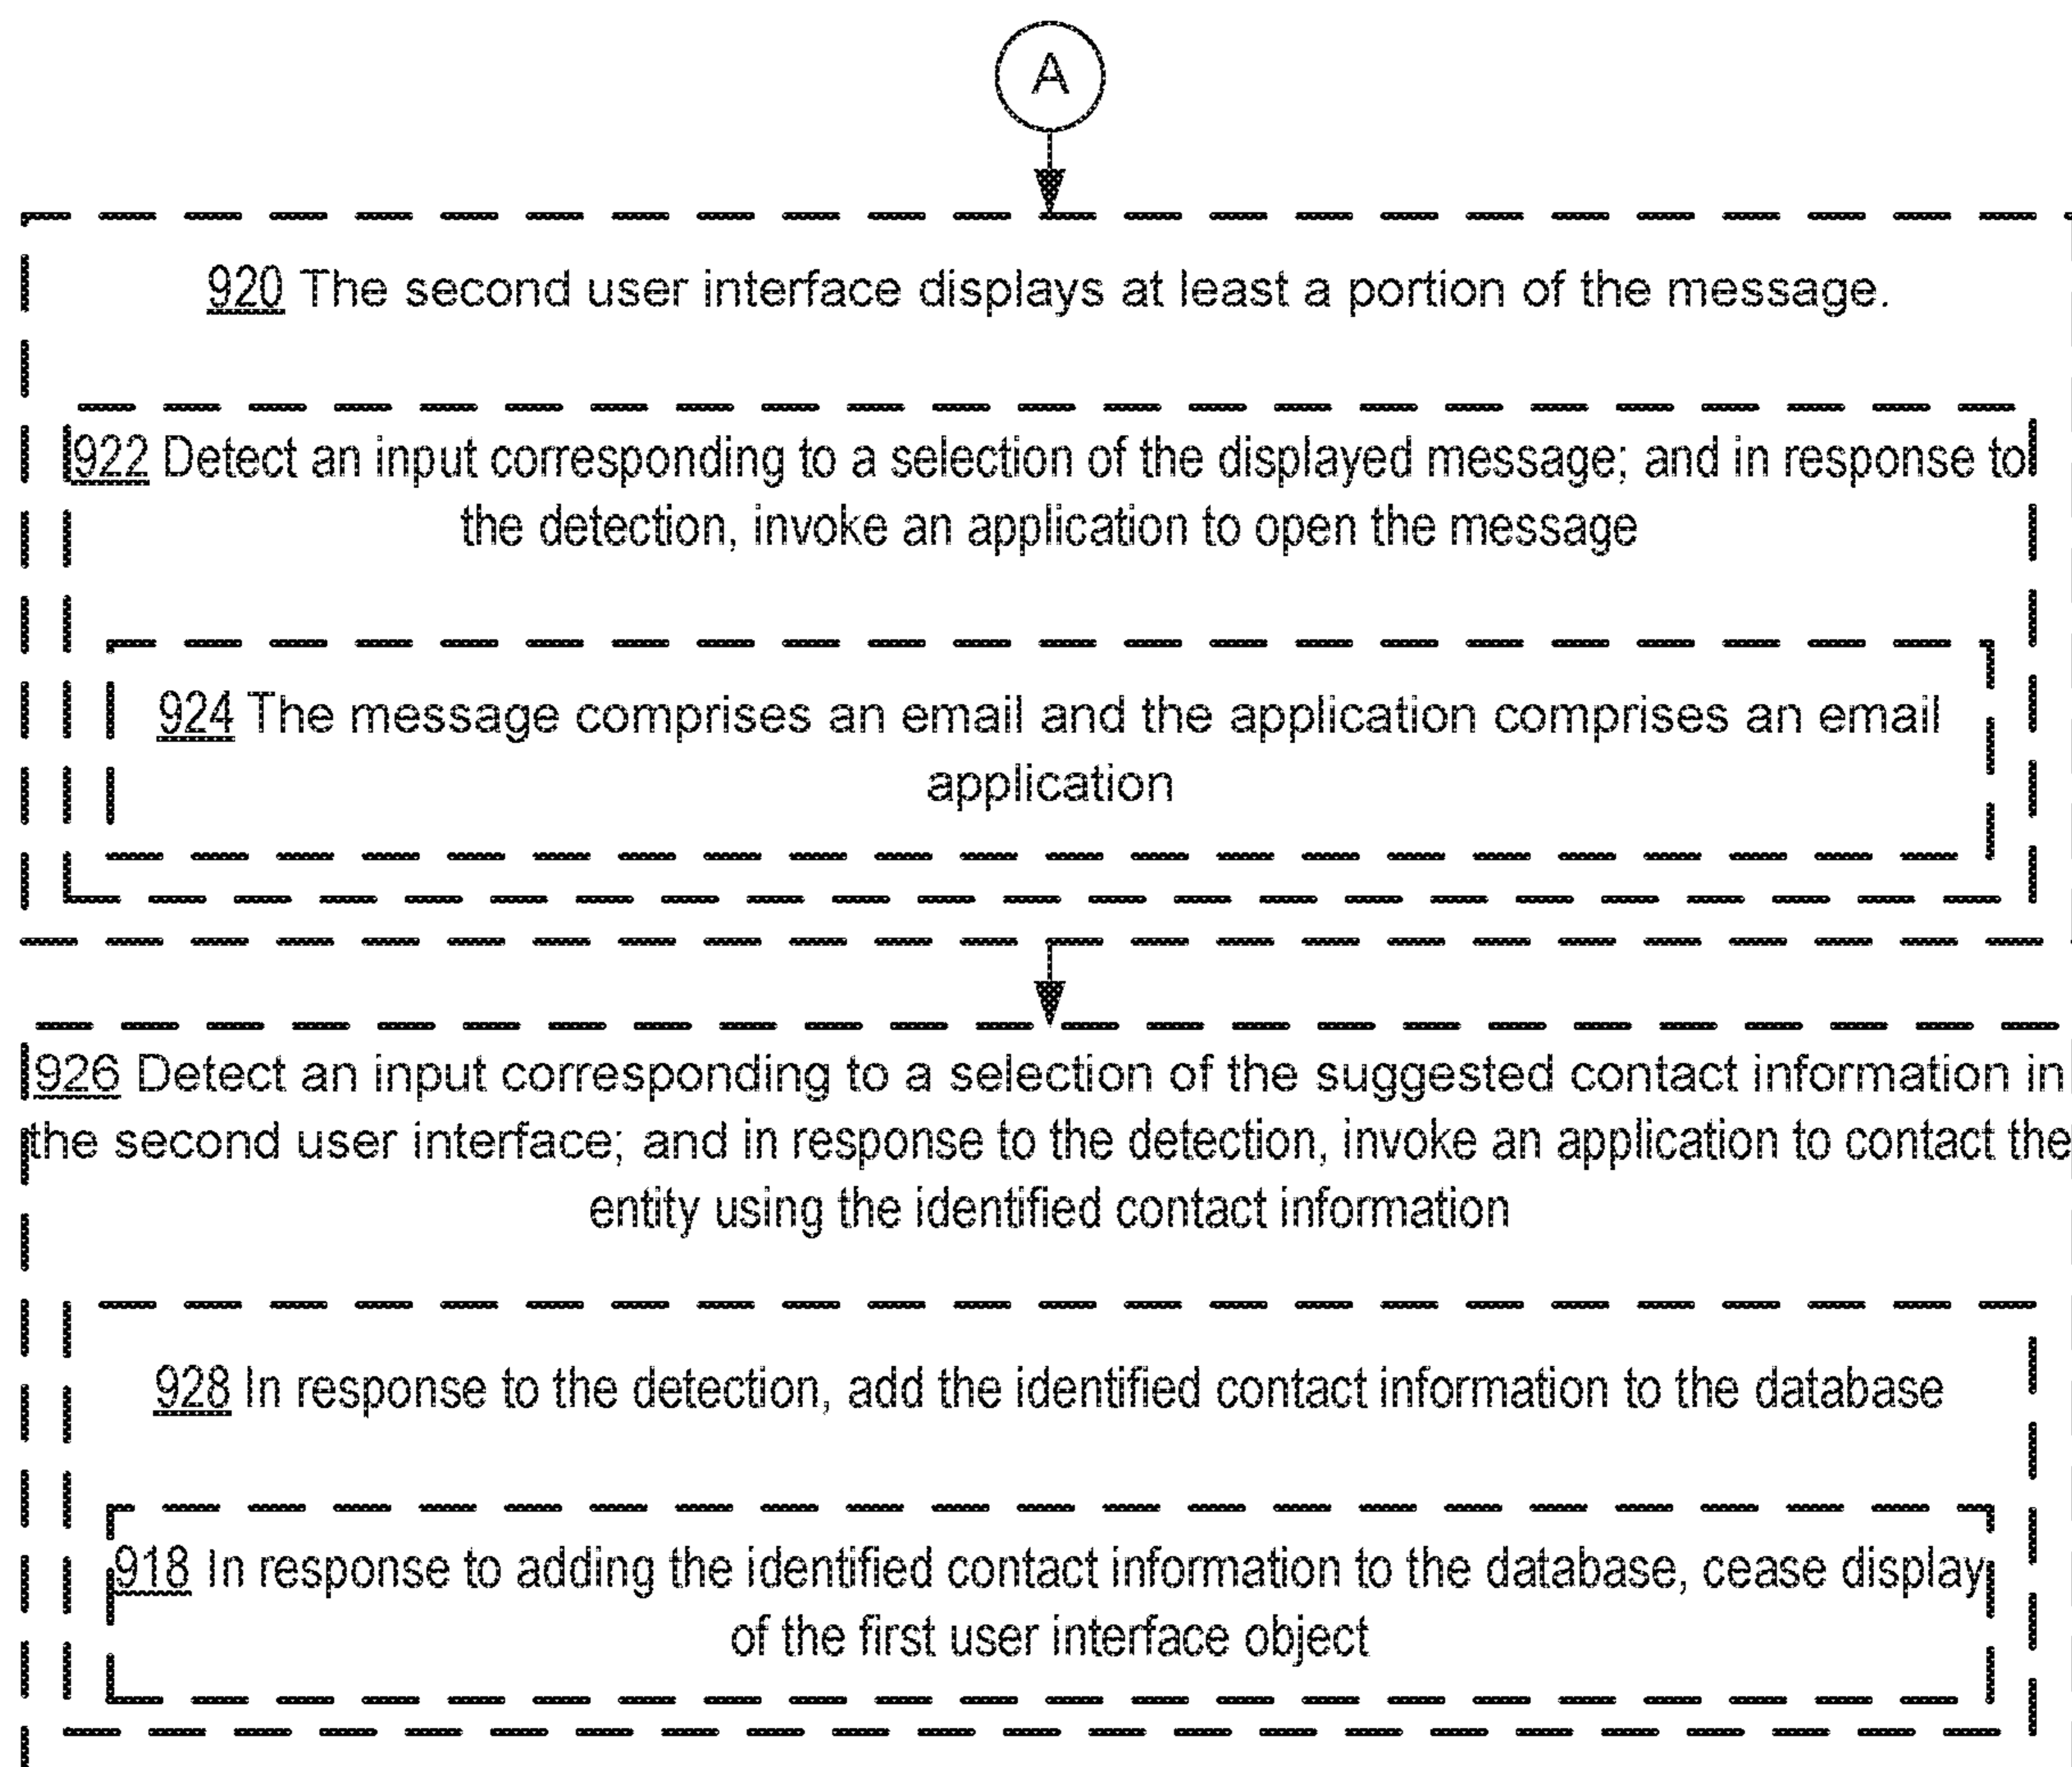 A
920 The second user interface displays at least a portion of the message.
922 Detect an input corresponding to a selection of the displayed message; and in response to
the detection, invoke an application to open the message
924 The message comprises an email and the application comprises an email
application
926 Detect an input corresponding to a selection of the suggested contact information in
the second user interface; and in response to the detection, invoke an application to contact the
entity using the identified contact information
928 In response to the detection, add the identified contact information to the database
918 In response to adding the identified contact information to the database, cease display
of the first user interface object